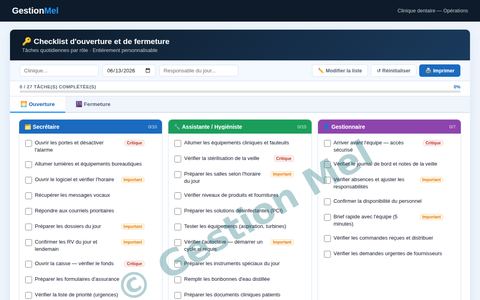 GestionMel
Clinique dentaire — Opérations
🔑 Checklist d'ouverture et de fermeture
Tâches quotidiennes par rôle · Entièrement personnalisable
Clinique...
06/13/2026
Responsable du jour...
Modifier la liste
↺ Réinitialiser
Imprimer
0 / 27 TÂCHE(S) COMPLÉTÉE(S)
0%
Ouverture
Fermeture
Secrétaire
0/10
Ouvrir les portes et désactiver l'alarme
Critique
Allumer lumières et équipements bureautiques
Ouvrir le logiciel et vérifier l'horaire
Important
Récupérer les messages vocaux
Répondre aux courriels prioritaires
Préparer les dossiers du jour
Important
Confirmer les RV du jour et lendemain
Important
Ouvrir la caisse — vérifier le fonds
Critique
Préparer les formulaires d'assurance
Vérifier la liste de priorité (urgences)
Assistante / Hygiéniste
0/10
Allumer les équipements cliniques et fauteuils
Vérifier la stérilisation de la veille
Critique
Préparer les salles selon l'horaire du jour
Important
Vérifier niveaux de produits et fournitures
Préparer les solutions désinfectantes (PCI)
Tester les équipements (aspiration, turbines)
Vérifier l'autoclave — démarrer un cycle si requis
Important
Préparer les instruments spéciaux du jour
Remplir les bonbonnes d'eau distillée
Préparer les documents cliniques patients
Gestionnaire
0/7
Arriver avant l'équipe — accès sécurisé
Critique
Vérifier le journal de bord et notes de la veille
Vérifier absences et ajuster les responsabilités
Important
Confirmer la disponibilité du personnel
Brief rapide avec l'équipe (5 minutes)
Important
Vérifier les commandes reçues et distribuer
Vérifier les demandes urgentes de fournisseurs
© Gestion Mel